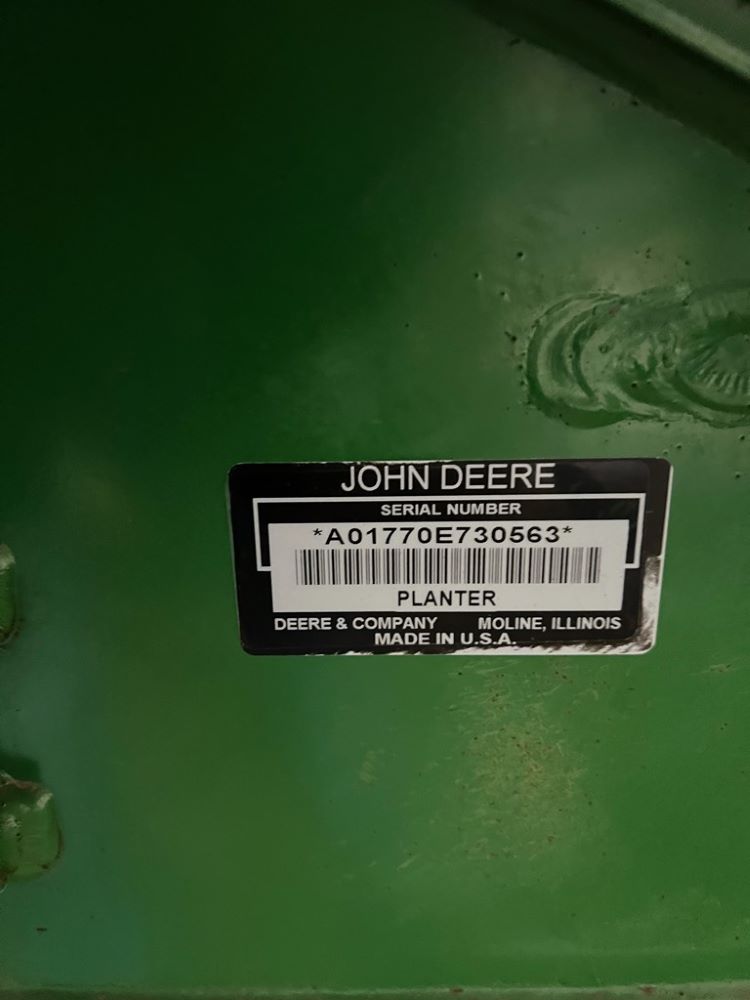 JOHN DEERE
SERIAL NUMBER
*A01770E730563*
PLANTER
DEERE & COMPANY MOLINE, ILLINOIS
MADE IN U.S.A.